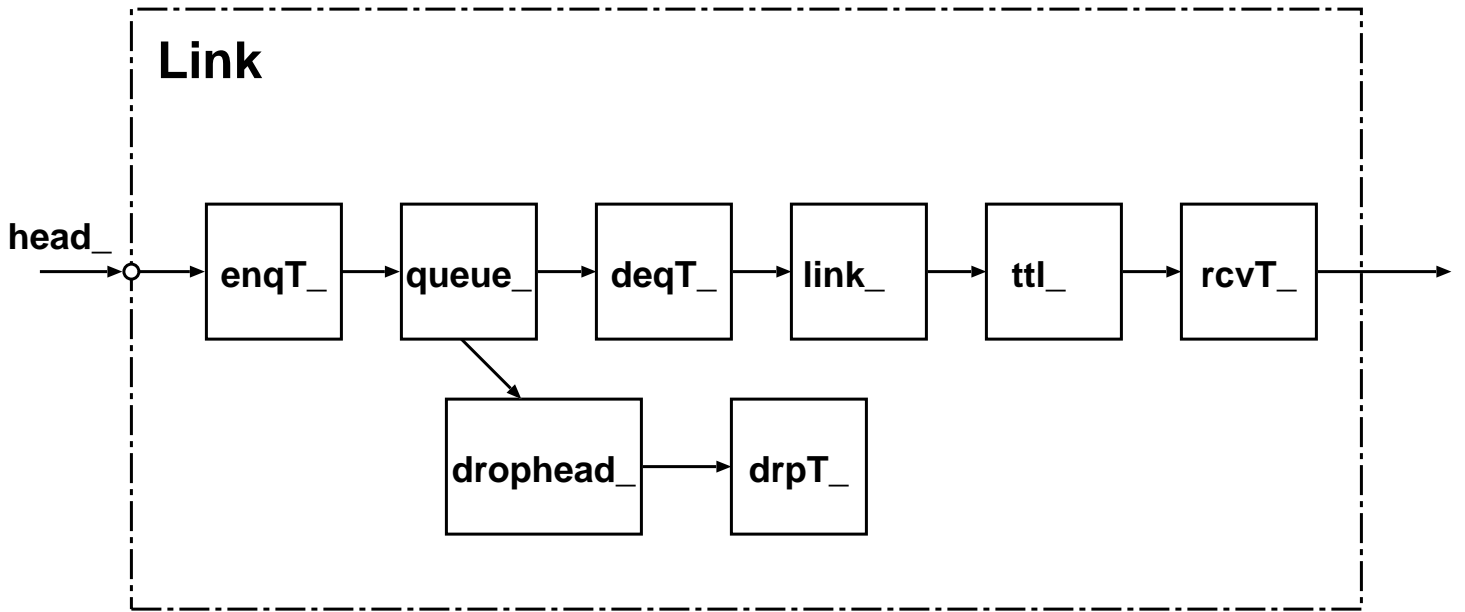 Link
head_
enqT_
queue_
deqT_
link_
ttl_
rcvT_
drophead_
drpT_